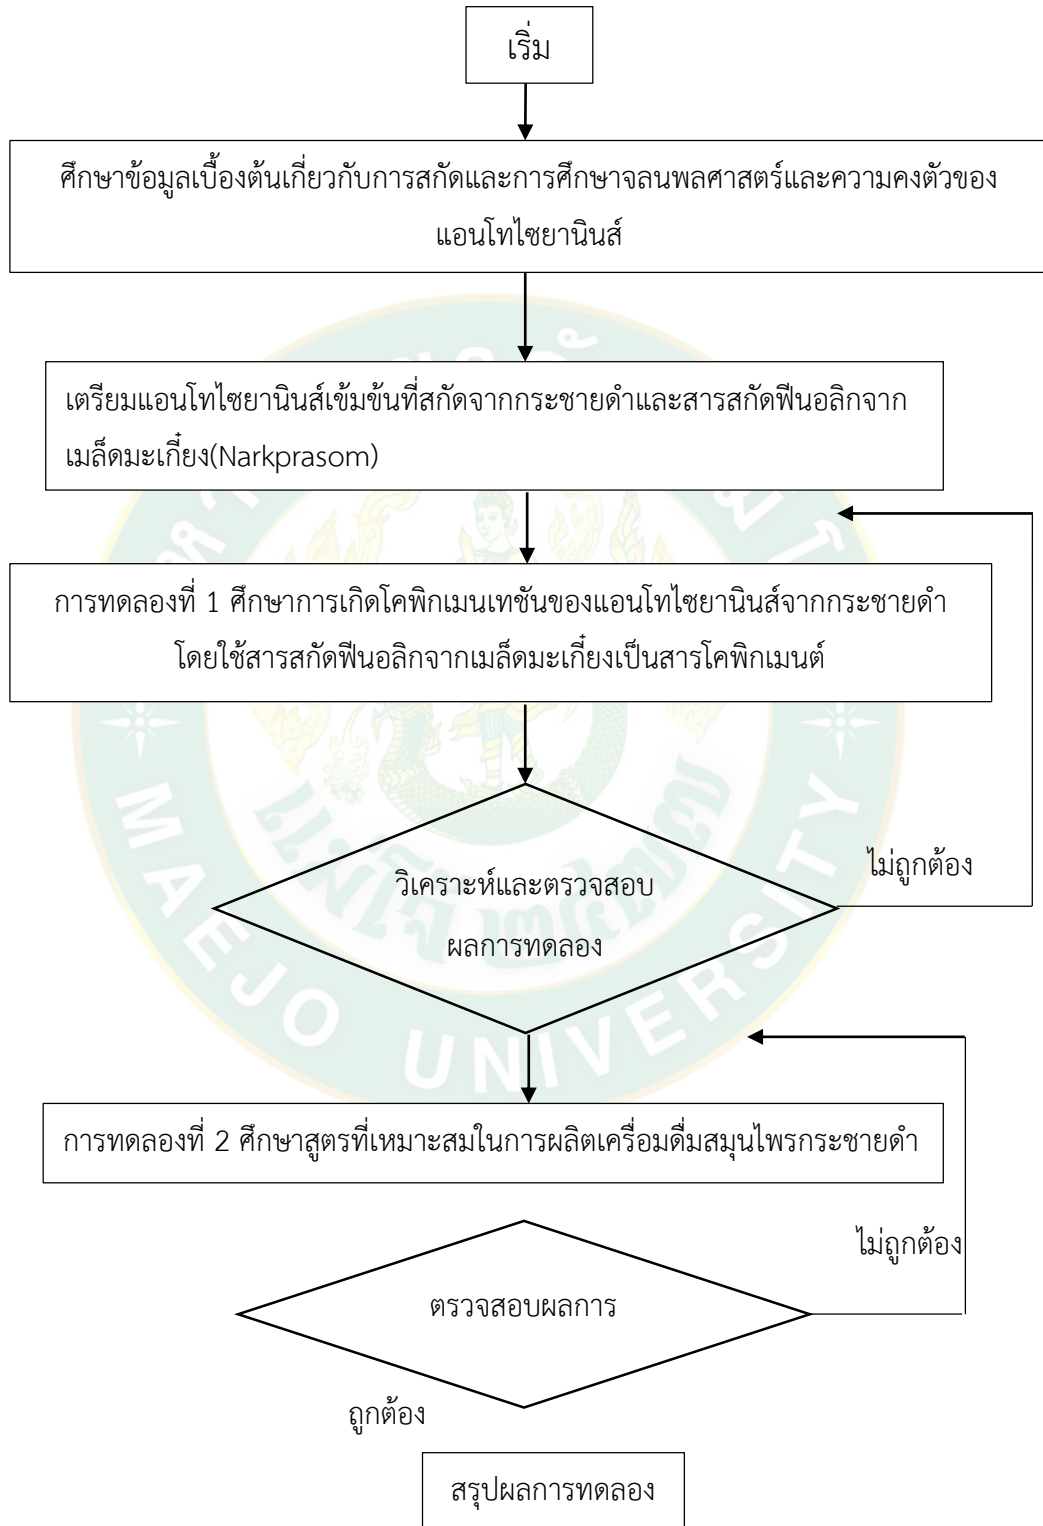 เริ่ม
ศึกษาข้อมูลเบื้องต้นเกี่ยวกับการสกัดและการศึกษาจลนพลศาสตร์และความคงตัวของ
แอนโทไซยานินส์
เตรียมแอนโทไซยานินส์เข้มข้นที่สกัดจากกระชายดำและสารสกัดฟีนอลิกจาก
เมล็ดมะเกี๋ยง(Narkprasom)
การทดลองที่ 1 ศึกษาการเกิดโคพิกเมนเทชันของแอนโทไซยานินส์จากกระชายดำ
โดยใช้สารสกัดฟีนอลิกจากเมล็ดมะเกี๋ยงเป็นสารโคพิกเมนต์
ไม่ถูกต้อง
วิเคราะห์และตรวจสอบ
ผลการทดลอง
การทดลองที่ 2 ศึกษาสูตรที่เหมาะสมในการผลิตเครื่อมดื่มสมุนไพรกระชายดำ
ไม่ถูกต้อง
ตรวจสอบผลการ
ถูกต้อง
สรุปผลการทดลอง
แม่โจ้ ๒๔๗๗
MAEJO UNIVERSITY